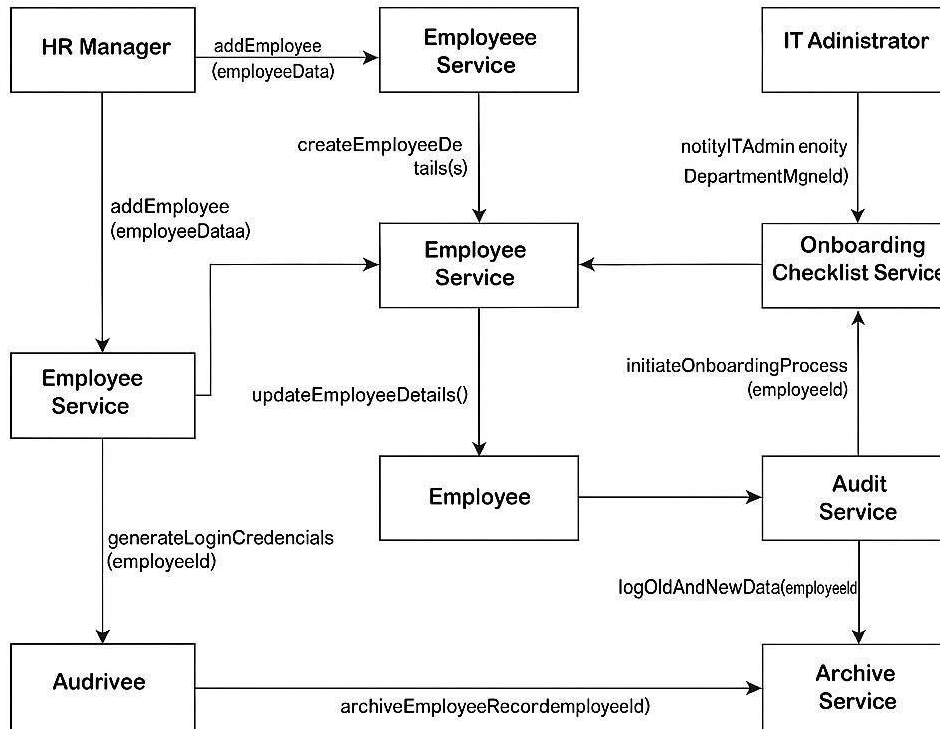 HR Manager
addEmployee
(employeeData)
Employeee
Service
IT Adinistrator
createEmployeeDe
tails(s)
notityITAdmin enoity
DepartmentMgneld)
addEmployee
(employeeDataa)
Employee
Service
Onboarding
Checklist Service
Employee
Service
updateEmployeeDetails()
initiateOnboardingProcess
(employeeld)
Employee
Audit
Service
generateLoginCredencials
(employeeld)
logOldAndNewData(employeeld
Audrivee
archiveEmployeeRecordemployeeld)
Archive
Service